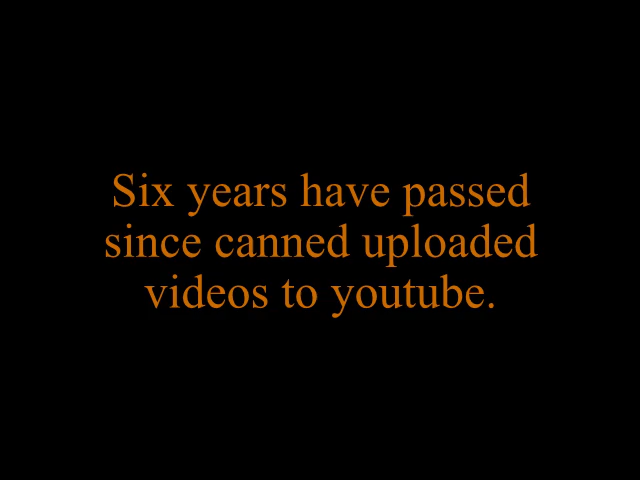 Six years have passed
since canned uploaded
videos to youtube.